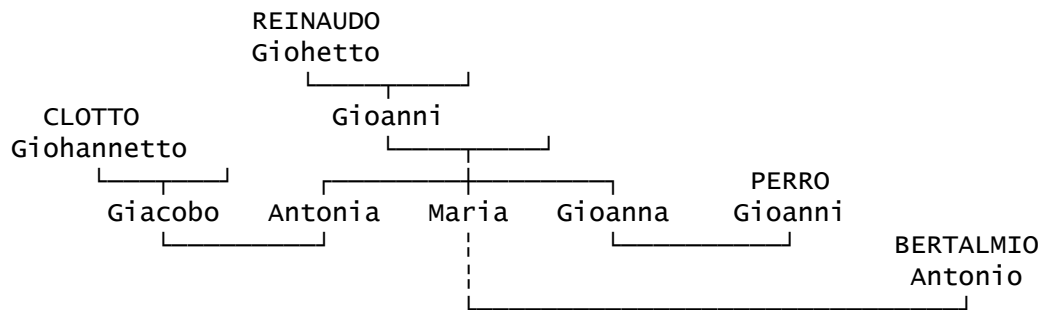 REINAUDO
Giohetto
CLOTTO
Gioanni
Giohannetto
PERRO
Giacobo Antonia Maria Gioanna Gioanni
BERTALMIO
Antonio